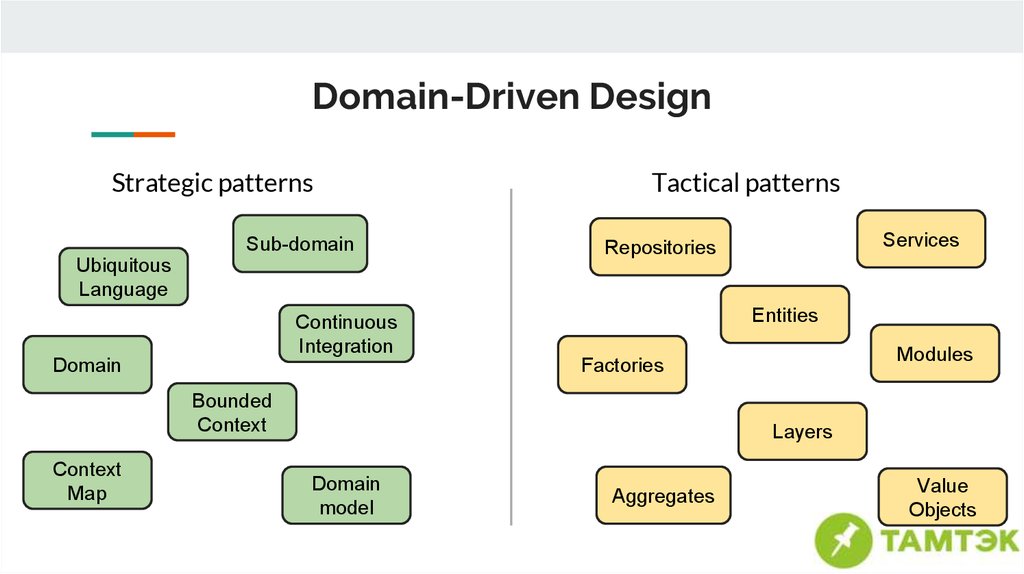 Domain-Driven Design
Strategic patterns
Sub-domain
Ubiquitous
Language
Continuous
Integration
Domain
Bounded
Context
Context
Map
Domain
model
Tactical patterns
Repositories
Services
Entities
Factories
Modules
Layers
Aggregates
Value
Objects
ТАМТЭК